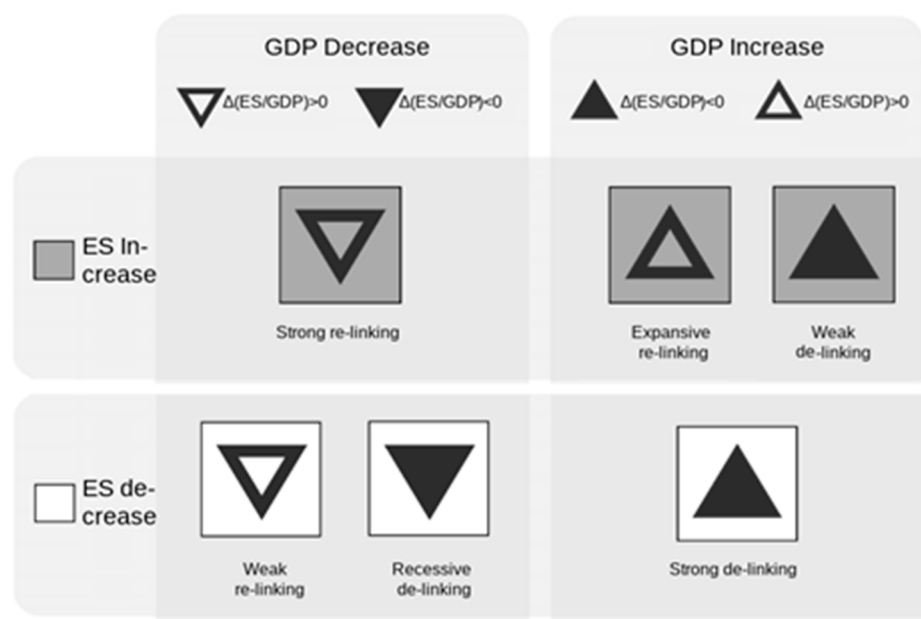 GDP Decrease
GDP Increase
Δ(ES/GDP)>0
Δ(ES/GDP)<0
Δ(ES/GDP)<0
Δ(ES/GDP)>0
ES In-
crease
Strong re-linking
Expansive
re-linking
Weak
de-linking
ES de-
crease
Weak
re-linking
Recessive
de-linking
Strong de-linking